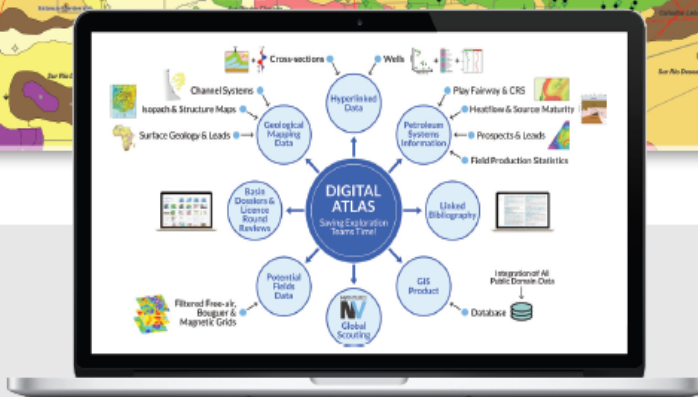 Cross-sections
Wells
Channel Systems
Isopach & Structure Maps
Surface Geology & Leads
Geological
Mapping
Data
Hyperlinked
Data
Petroleum
Systems
Information
Play Fairway & CRS
Heatflow & Source Maturity
Prospects & Leads
Field Production Statistics
Basin
Dossiers &
Licence
Round
Reviews
DIGITAL
ATLAS
Saving Exploration
Teams Time!
Linked
Bibliography
Potential
Fields
Data
Filtered Free-air,
Bouguer &
Magnetic Grids
NV
Global
Scouting
GIS
Product
Integration of All
Public Domain Data
Database